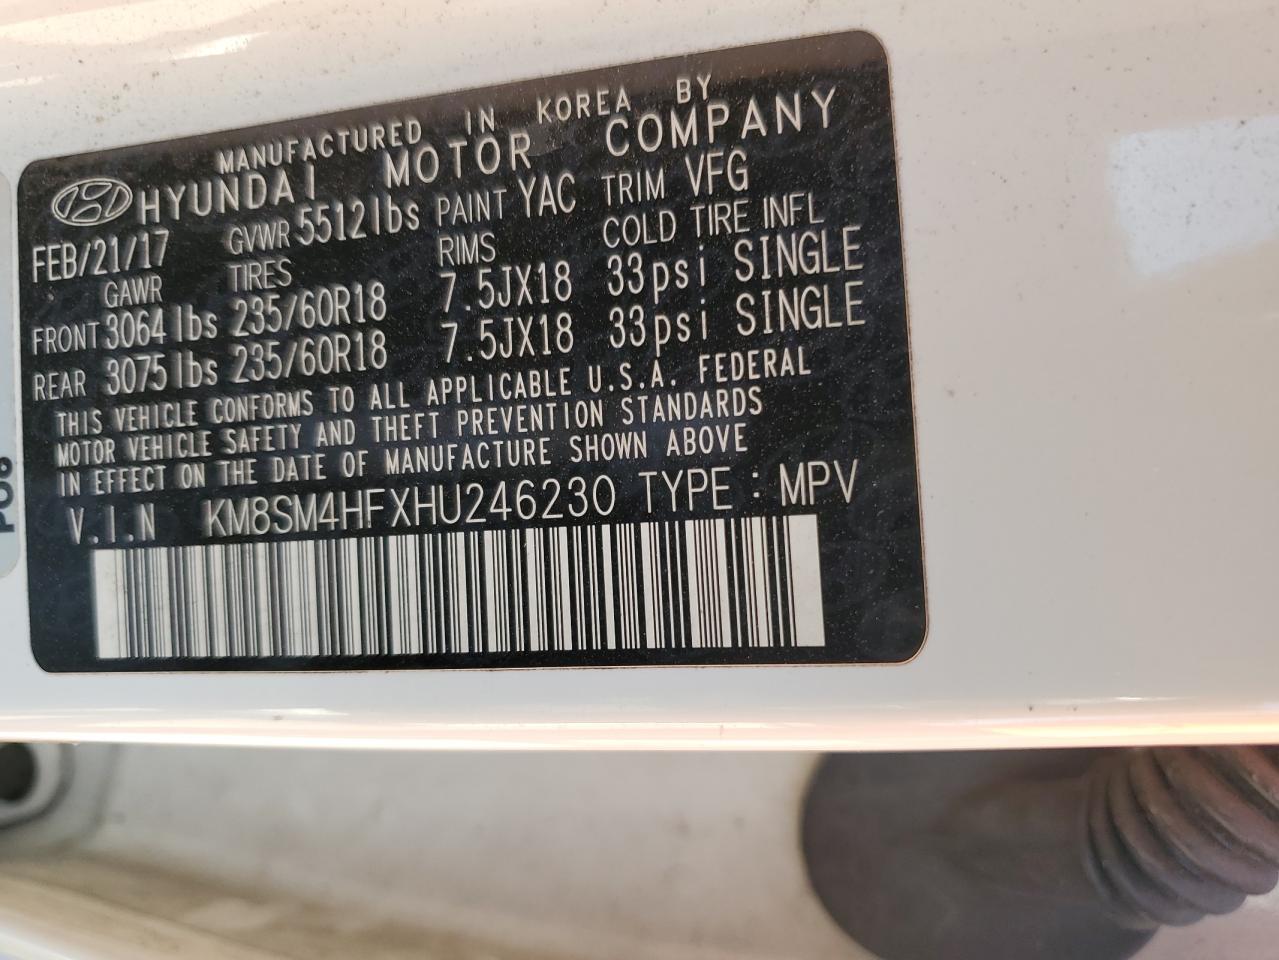 MANUFACTURED IN KOREA BY
HYUNDAI MOTOR COMPANY
FEB/21/17 GVWR 5512lbs PAINT YAC TRIM VFG
GAWR TIRES RIMS COLD TIRE INFL
FRONT 3064lbs 235/60R18 7.5JX18 33psi SINGLE
REAR 3075lbs 235/60R18 7.5JX18 33psi SINGLE
THIS VEHICLE CONFORMS TO ALL APPLICABLE U.S.A. FEDERAL
MOTOR VEHICLE SAFETY AND THEFT PREVENTION STANDARDS
IN EFFECT ON THE DATE OF MANUFACTURE SHOWN ABOVE
V.I.N KM8SM4HFXHU246230 TYPE : MPV